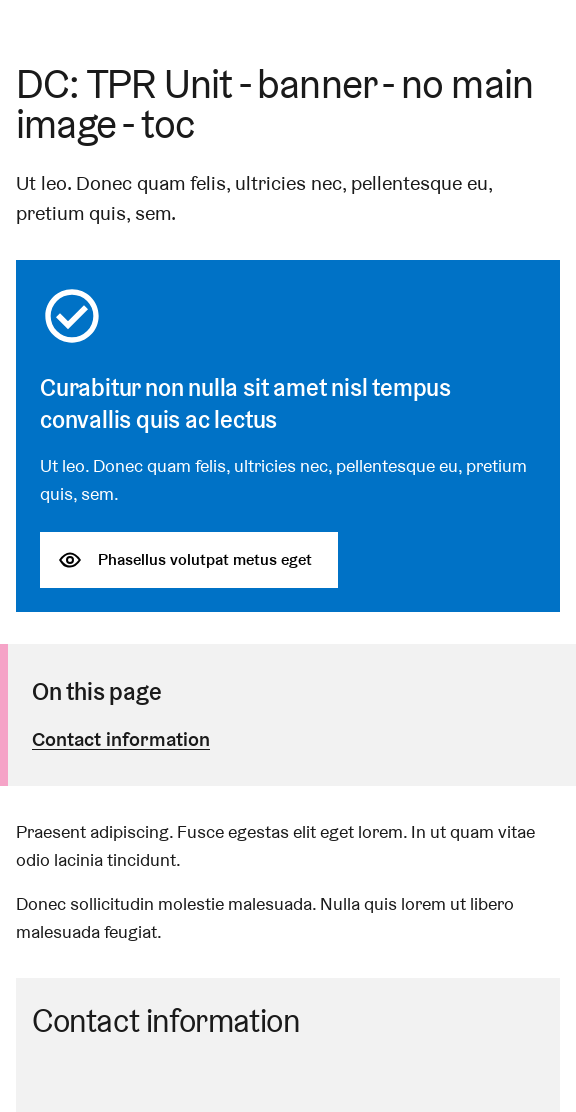 DC: TPR Unit - banner - no main
image - toc
Ut leo. Donec quam felis, ultricies nec, pellentesque eu,
pretium quis, sem.
Curabitur non nulla sit amet nisl tempus
convallis quis ac lectus
Ut leo. Donec quam felis, ultricies nec, pellentesque eu, pretium
quis, sem.
Phasellus volutpat metus eget
On this page
Contact information
Praesent adipiscing. Fusce egestas elit eget lorem. In ut quam vitae
odio lacinia tincidunt.
Donec sollicitudin molestie malesuada. Nulla quis lorem ut libero
malesuada feugiat.
Contact information